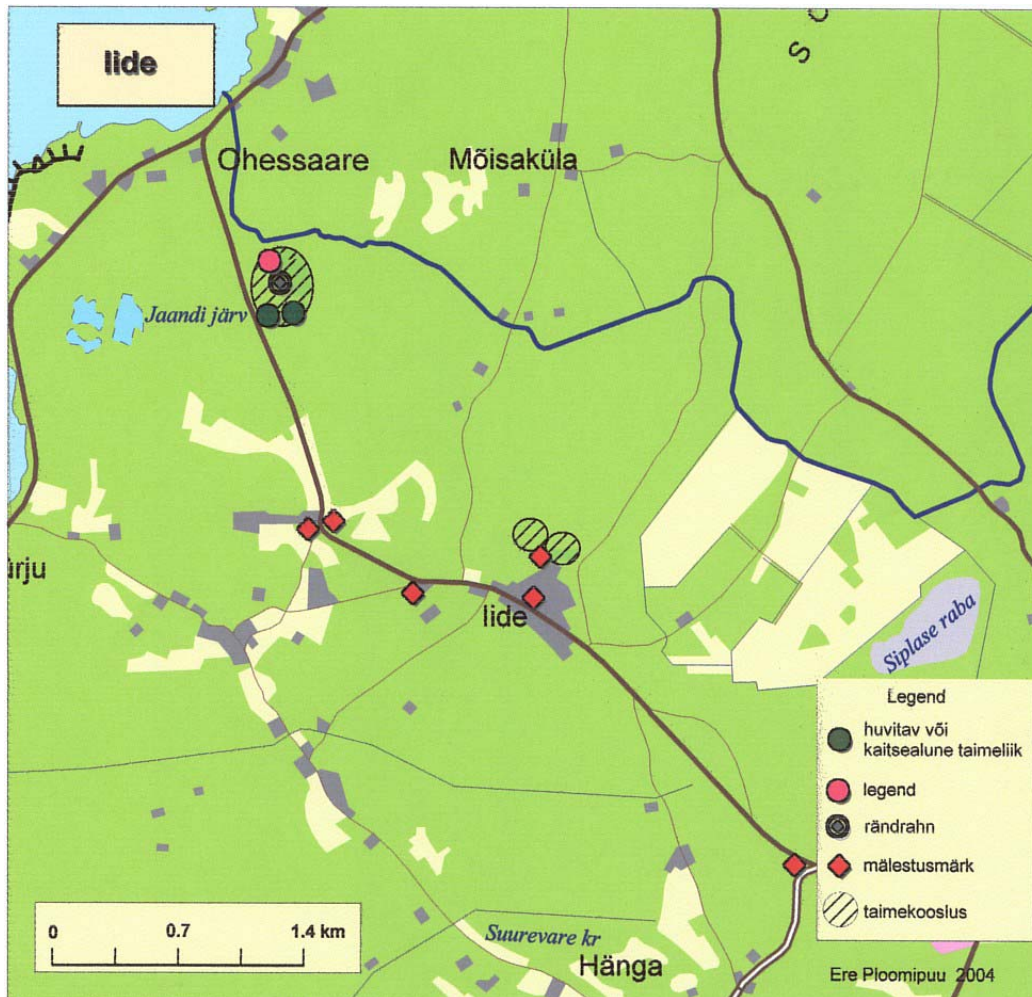 Iide
S
Ohessaare
Mõisaküla
Jaandi järv
ürju
Iide
Siplase raba
Legend
huvitav või
kaitsealune taimeliik
legend
rändrahn
mälestusmärk
taimekooslus
0 0.7 1.4 km
Suurevare kr
Hänga
Ere Ploomipuu 2004